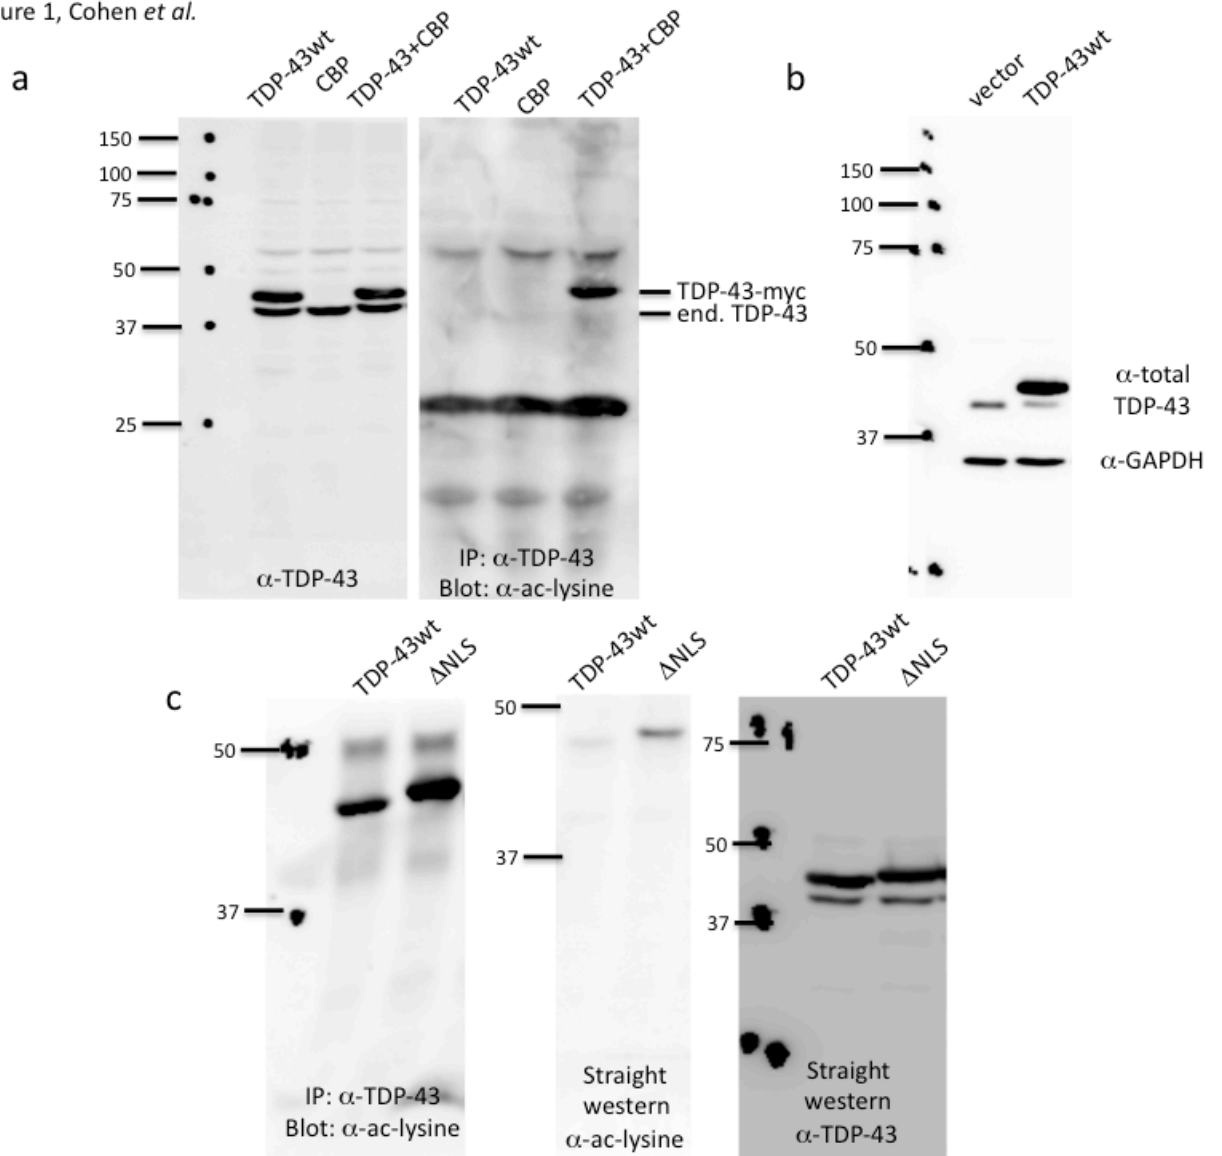 ure 1, Cohen et al.
a
TDP-43wt
CBP
TDP-43+CBP
TDP-43wt
CBP
TDP-43+CBP
150
100
75
50
37
25
TDP-43-myc
end. TDP-43
α-TDP-43
IP: α-TDP-43
Blot: α-ac-lysine
b
vector
TDP-43wt
150
100
75
50
37
α-total
TDP-43
α-GAPDH
c
TDP-43wt
ΔNLS
50
37
IP: α-TDP-43
Blot: α-ac-lysine
TDP-43wt
ΔNLS
50
37
Straight
western
α-ac-lysine
TDP-43wt
ΔNLS
75
50
37
Straight
western
α-TDP-43